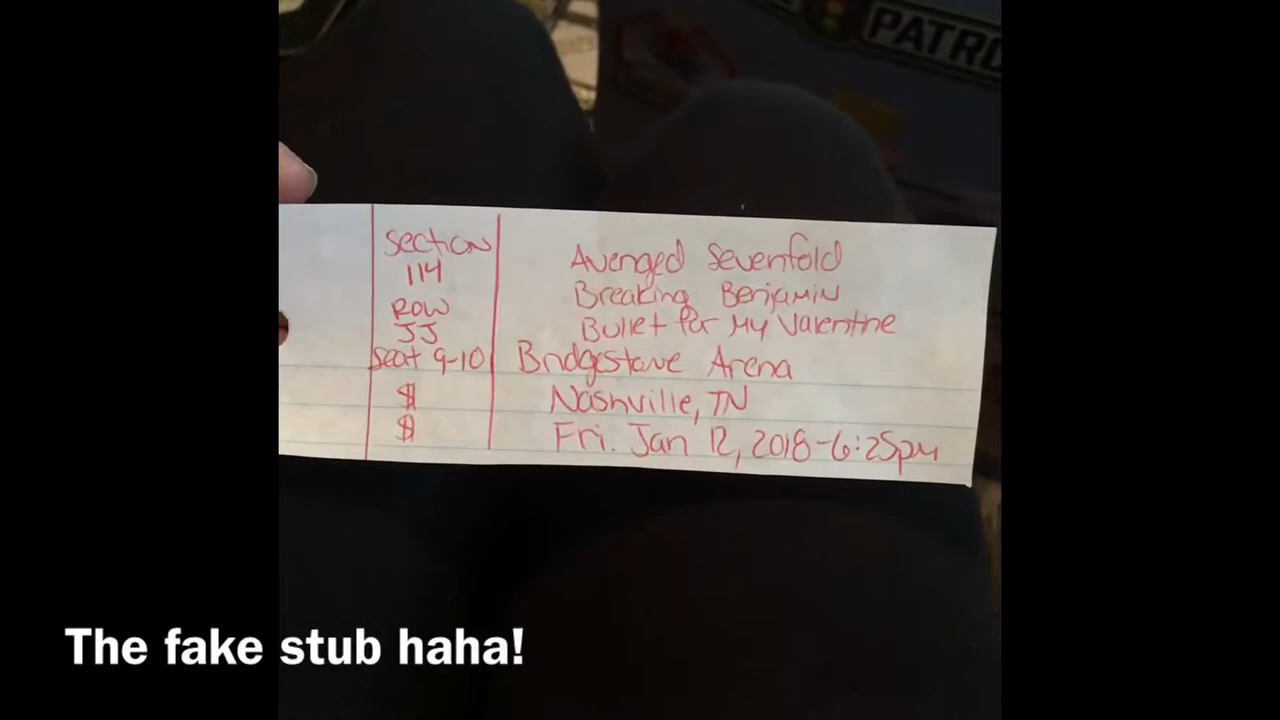 PATRO
Section
114
ROW
JJ
Seat 9-10
$
$
Avenged Sevenfold
Breaking Benjamin
Bullet for My Valentine
Bridgestone Arena
Nashville, TN
Fri. Jan 12, 2018-6:25pm
The fake stub haha!